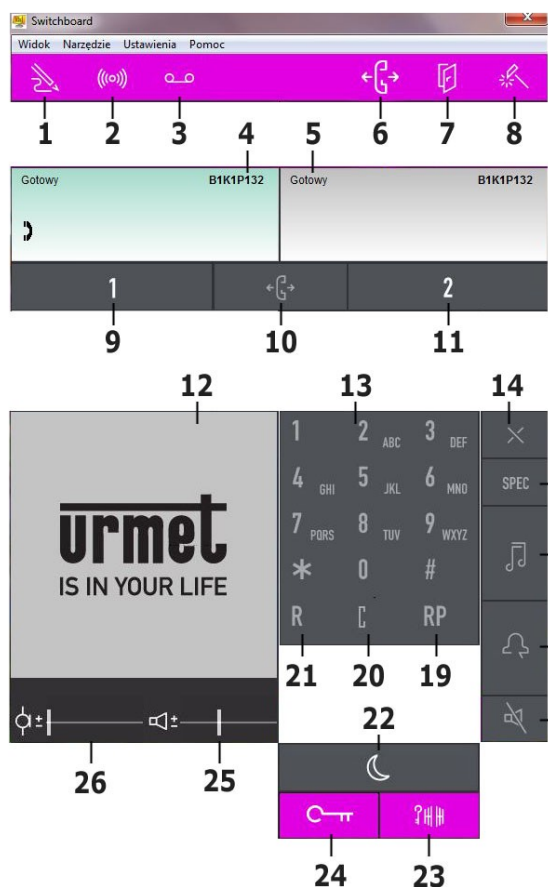 Switchboard
Widok Narzędzie Ustawienia Pomoc
1 2 3 6 7 8
4 5
Gotowy B1K1P132 Gotowy B1K1P132
1 2
9 10 11
12 13 14
1 2 ABC 3 DEF
4 GHI 5 JKL 6 MNO SPEC
7 PQRS 8 TUV 9 WXYZ
* 0 #
R [ RP
urmet
IS IN YOUR LIFE
21 20 19
22
26 25
24 23